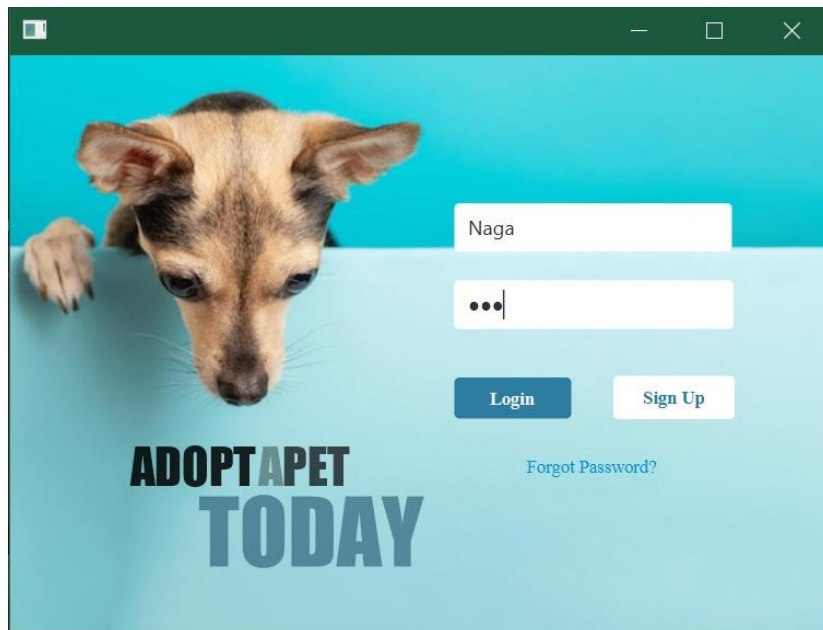 Naga
●●●
Login
Sign Up
Forgot Password?
ADOPTAPET
TODAY